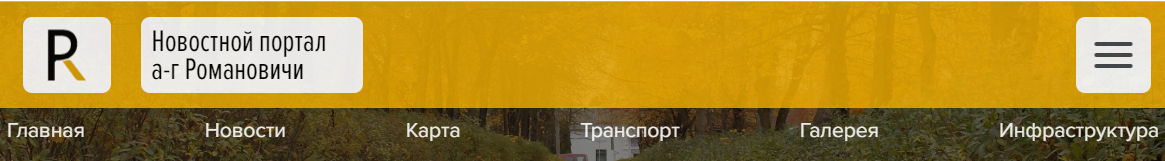 R
Новостной портал
а-г Романовичи
Главная Новости Карта Транспорт Галерея Инфраструктура